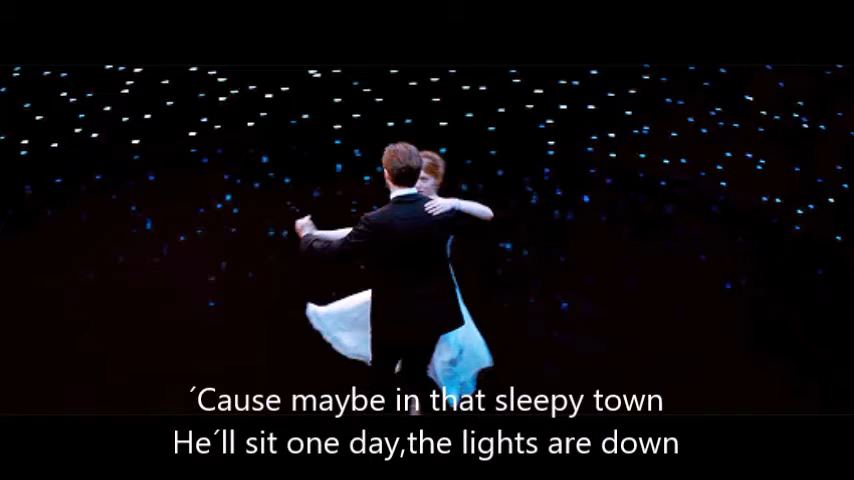 ´Cause maybe in that sleepy town
He´ll sit one day,the lights are down